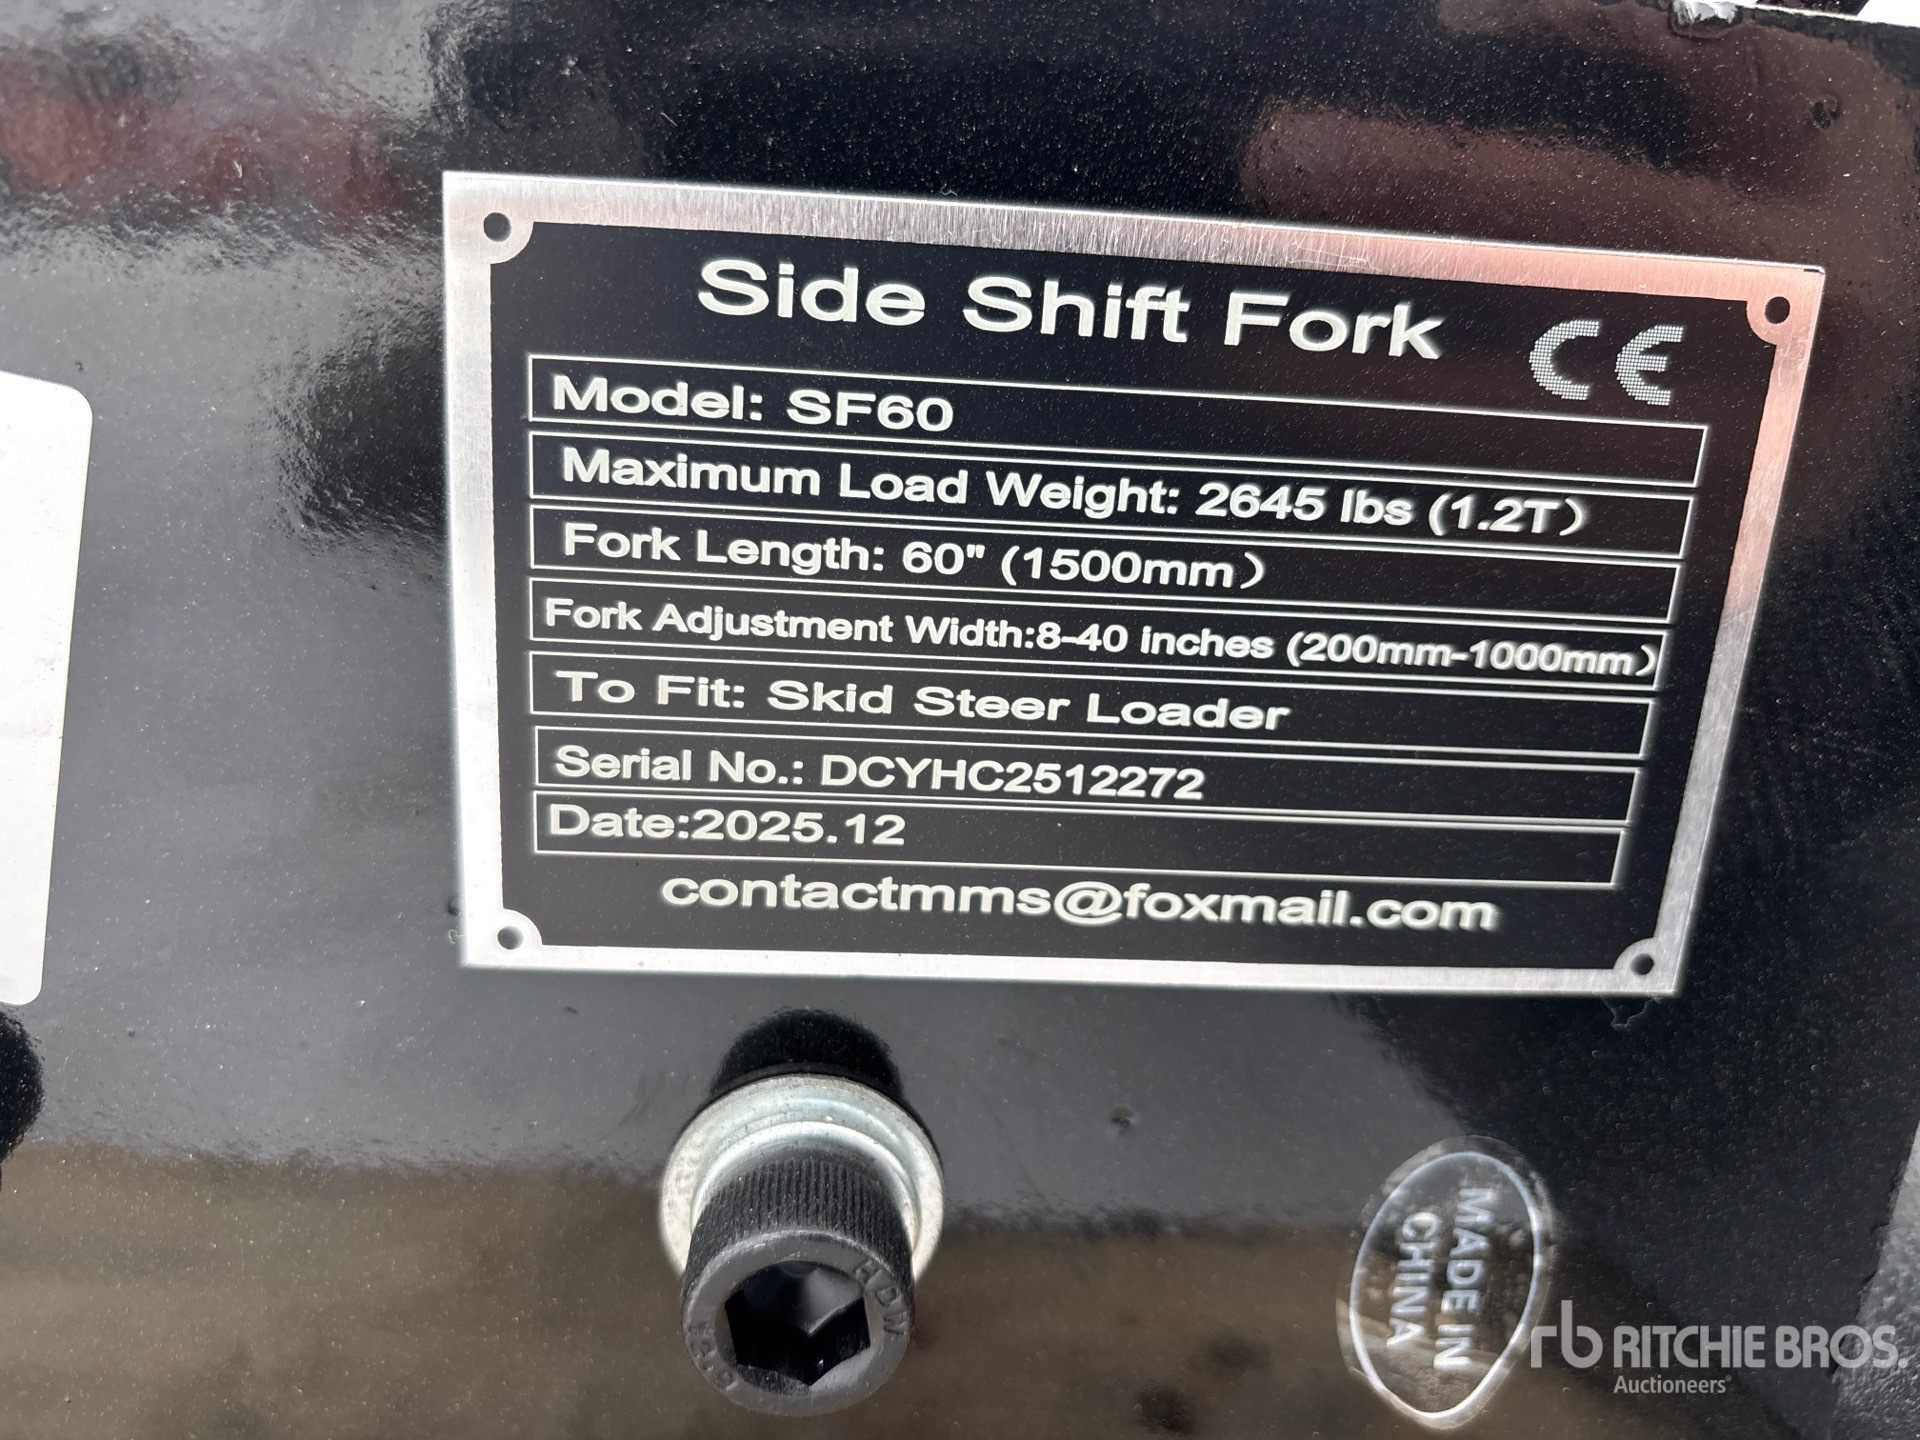 Side Shift Fork
CE
Model: SF60
Maximum Load Weight: 2645 lbs (1.2T）
Fork Length: 60" (1500mm）
Fork Adjustment Width:8-40 inches (200mm-1000mm）
To Fit: Skid Steer Loader
Serial No.: DCYHC2512272
Date:2025.12
contactmms@foxmail.com
MADE IN
CHINA
rb RITCHIE BROS.
Auctioneers